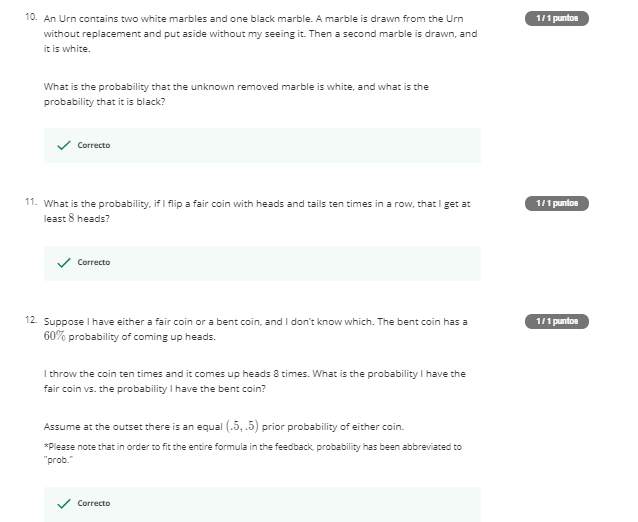 10. An Urn contains two white marbles and one black marble. A marble is drawn from the Urn
1 / 1 puntos
without replacement and put aside without my seeing it. Then a second marble is drawn, and
it is white.
What is the probability that the unknown removed marble is white, and what is the
probability that it is black?
Correcto
11. What is the probability, if I flip a fair coin with heads and tails ten times in a row, that I get at
1 / 1 puntos
least 8 heads?
Correcto
12. Suppose I have either a fair coin or a bent coin, and I don't know which. The bent coin has a
1 / 1 puntos
60% probability of coming up heads.
I throw the coin ten times and it comes up heads 8 times. What is the probability I have the
fair coin vs. the probability I have the bent coin?
Assume at the outset there is an equal (.5, .5) prior probability of either coin.
*Please note that in order to fit the entire formula in the feedback, probability has been abbreviated to
"prob."
Correcto